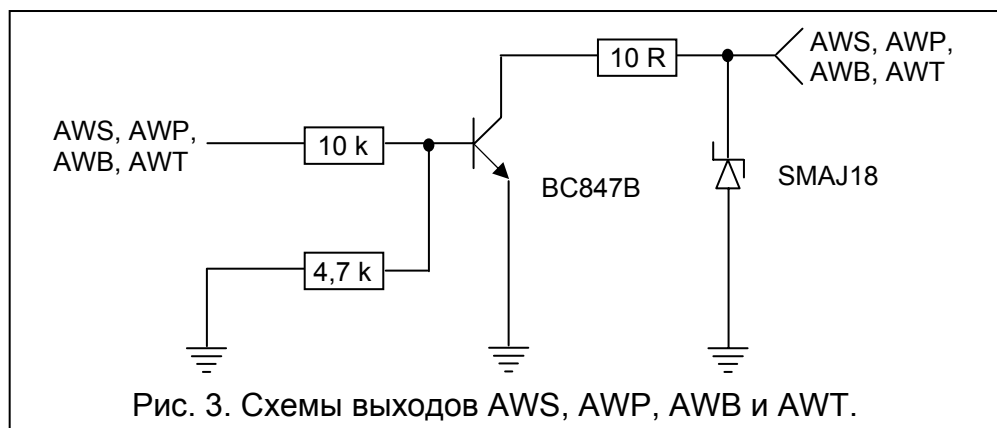 AWS, AWP,
AWB, AWT
10 R
AWS, AWP,
AWB, AWT
10 k
BC847B
SMAJ18
4,7 k
Рис. 3. Схемы выходов AWS, AWP, AWB и AWT.